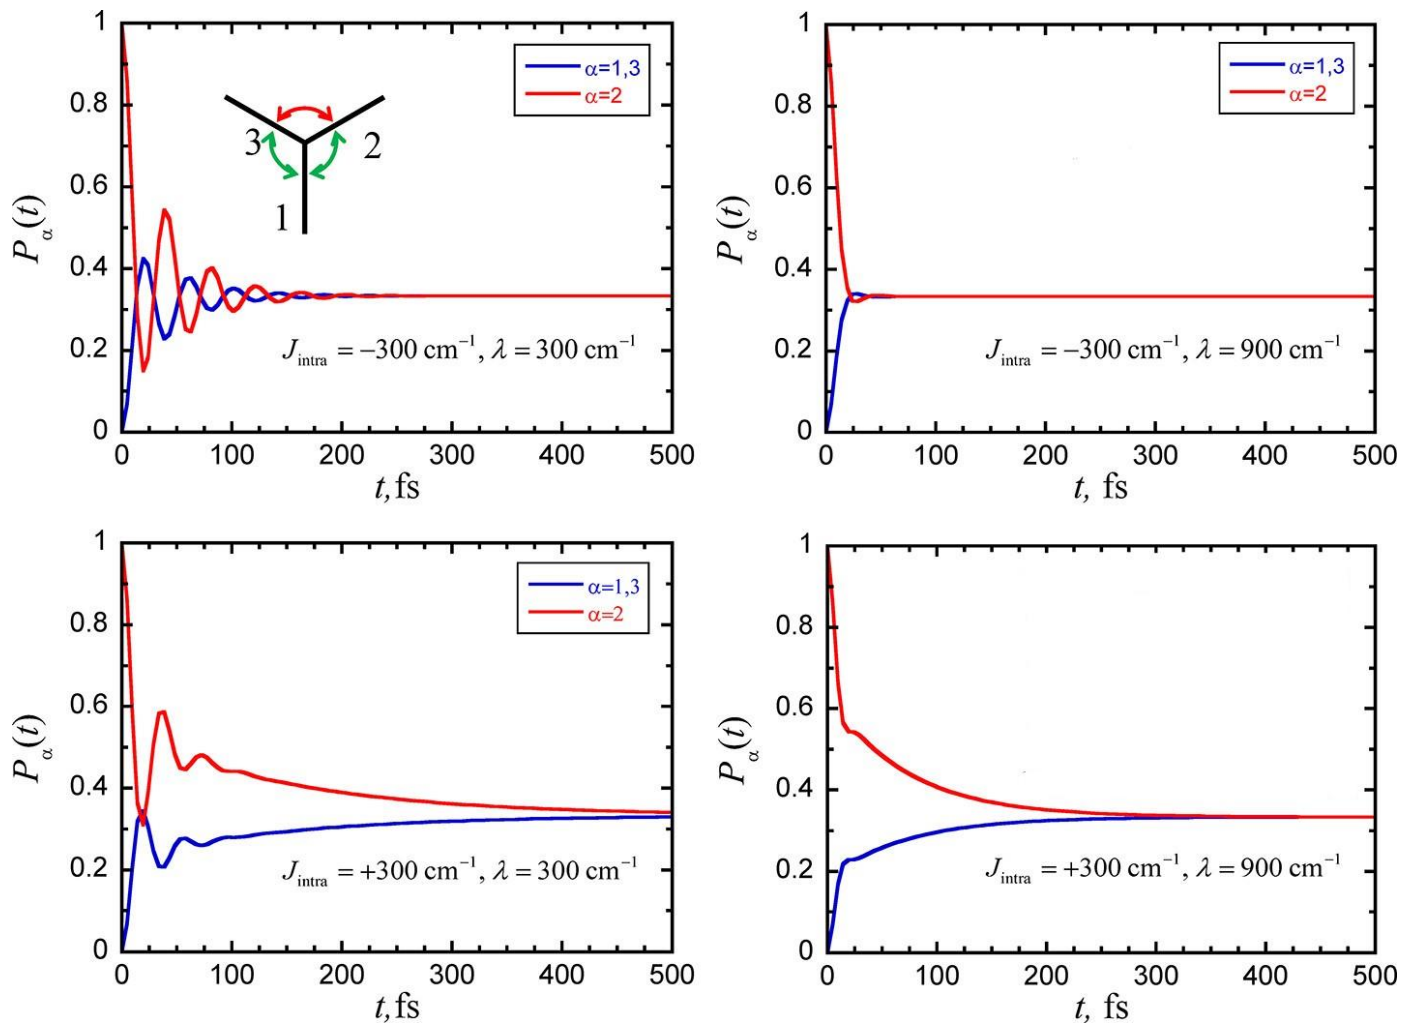 1
0.8
0.6
0.4
0.2
0
P_α(t)
α=1,3
α=2
3
2
1
J_intra = −300 cm⁻¹, λ = 300 cm⁻¹
0 100 200 300 400 500
t, fs
1
0.8
0.6
0.4
0.2
0
P_α(t)
α=1,3
α=2
J_intra = −300 cm⁻¹, λ = 900 cm⁻¹
0 100 200 300 400 500
t, fs
1
0.8
0.6
0.4
0.2
0
P_α(t)
α=1,3
α=2
J_intra = +300 cm⁻¹, λ = 300 cm⁻¹
0 100 200 300 400 500
t, fs
1
0.8
0.6
0.4
0.2
0
P_α(t)
J_intra = +300 cm⁻¹, λ = 900 cm⁻¹
0 100 200 300 400 500
t, fs